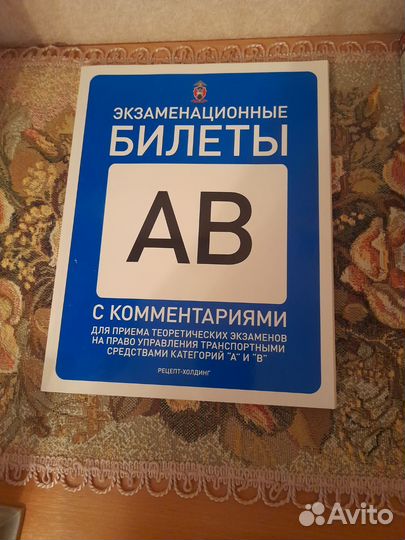 ЭКЗАМЕНАЦИОННЫЕ
БИЛЕТЫ
АВ
С КОММЕНТАРИЯМИ
ДЛЯ ПРИЕМА ТЕОРЕТИЧЕСКИХ ЭКЗАМЕНОВ
НА ПРАВО УПРАВЛЕНИЯ ТРАНСПОРТНЫМИ
СРЕДСТВАМИ КАТЕГОРИЙ "А" И "В"
РЕЦЕПТ-ХОЛДИНГ
Avito